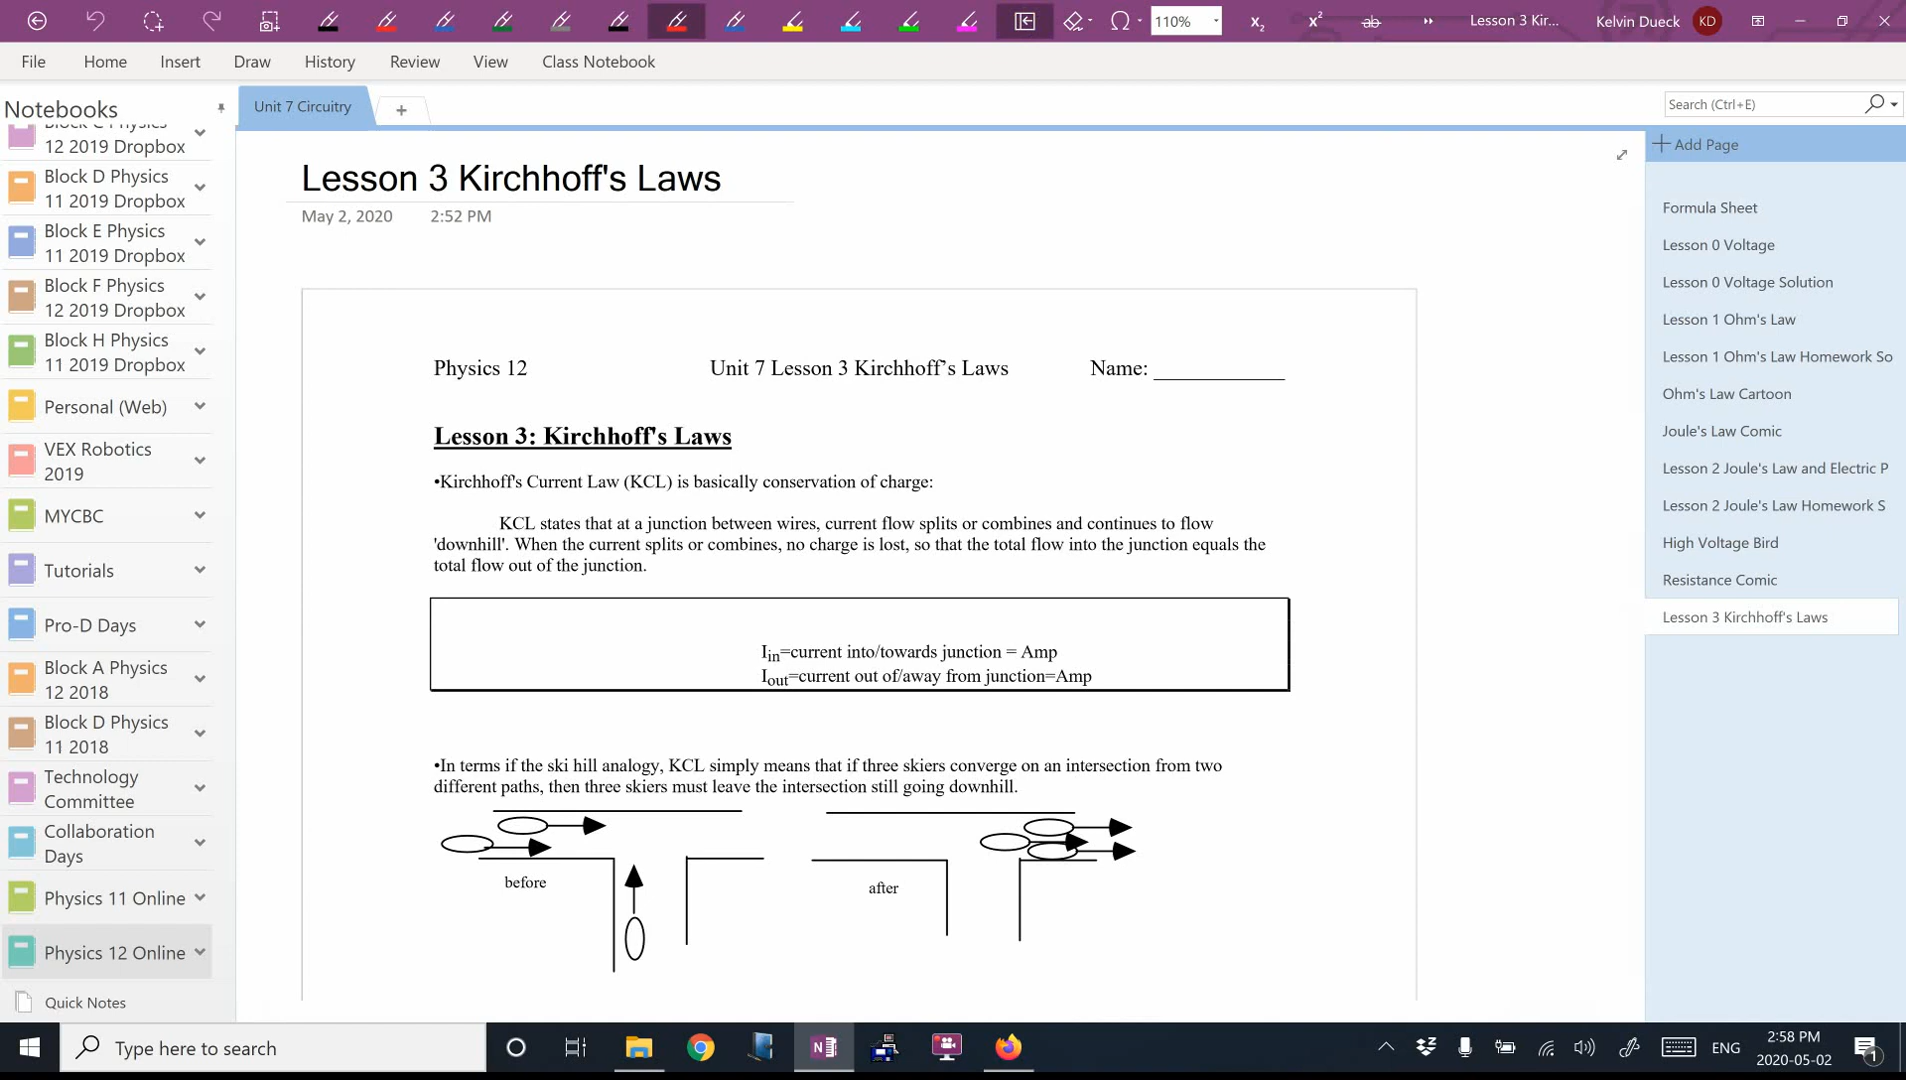 110%
x₂
x²
ab
Lesson 3 Kir...
Kelvin Dueck
KD
File
Home
Insert
Draw
History
Review
View
Class Notebook
Notebooks
Unit 7 Circuitry
Search (Ctrl+E)
Block C Physics
12 2019 Dropbox
Block D Physics
11 2019 Dropbox
Block E Physics
11 2019 Dropbox
Block F Physics
12 2019 Dropbox
Block H Physics
11 2019 Dropbox
Personal (Web)
VEX Robotics
2019
MYCBC
Tutorials
Pro-D Days
Block A Physics
12 2018
Block D Physics
11 2018
Technology
Committee
Collaboration
Days
Physics 11 Online
Physics 12 Online
Quick Notes
Lesson 3 Kirchhoff's Laws
May 2, 2020 2:52 PM
Physics 12 Unit 7 Lesson 3 Kirchhoff’s Laws Name: ____________
Lesson 3: Kirchhoff's Laws
•Kirchhoff's Current Law (KCL) is basically conservation of charge:
KCL states that at a junction between wires, current flow splits or combines and continues to flow
'downhill'. When the current splits or combines, no charge is lost, so that the total flow into the junction equals the
total flow out of the junction.
Iin=current into/towards junction = Amp
Iout=current out of/away from junction=Amp
•In terms if the ski hill analogy, KCL simply means that if three skiers converge on an intersection from two
different paths, then three skiers must leave the intersection still going downhill.
before
after
Add Page
Formula Sheet
Lesson 0 Voltage
Lesson 0 Voltage Solution
Lesson 1 Ohm's Law
Lesson 1 Ohm's Law Homework So
Ohm's Law Cartoon
Joule's Law Comic
Lesson 2 Joule's Law and Electric P
Lesson 2 Joule's Law Homework S
High Voltage Bird
Resistance Comic
Lesson 3 Kirchhoff's Laws
Type here to search
N
ENG
2:58 PM
2020-05-02
1